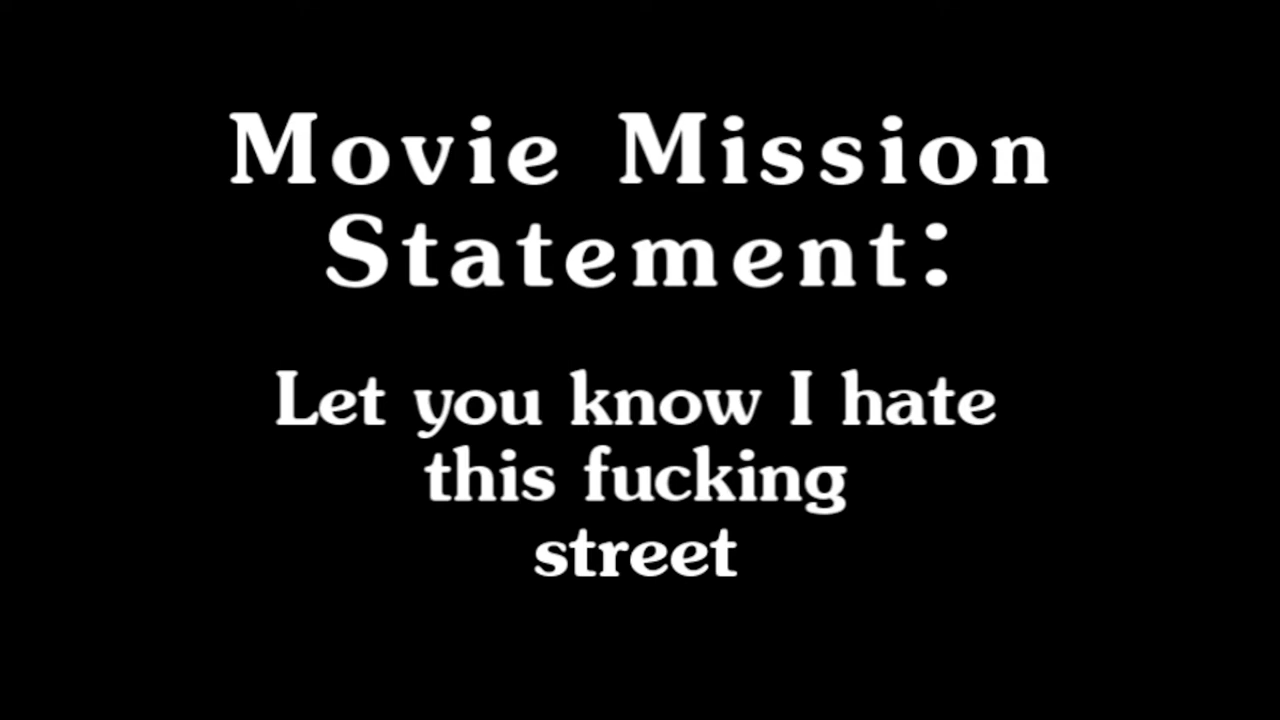 Movie Mission
Statement:
Let you know I hate
this fucking
street